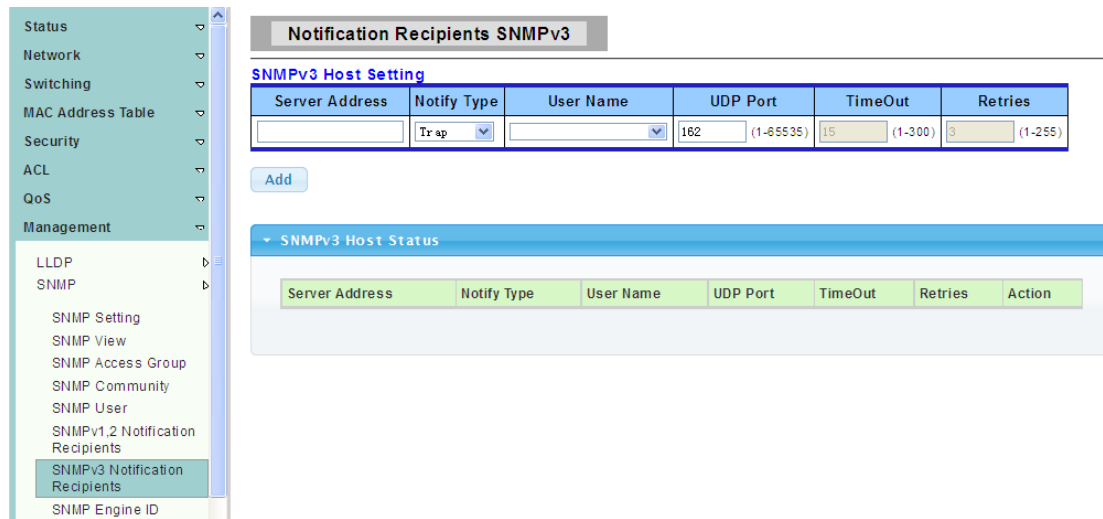 Status
Network
Switching
MAC Address Table
Security
ACL
QoS
Management
LLDP
SNMP
SNMP Setting
SNMP View
SNMP Access Group
SNMP Community
SNMP User
SNMPv1,2 Notification
Recipients
SNMPv3 Notification
Recipients
SNMP Engine ID
Notification Recipients SNMPv3
SNMPv3 Host Setting
Server Address Notify Type User Name UDP Port TimeOut Retries
Trap 162 (1-65535) 15 (1-300) 3 (1-255)
Add
SNMPv3 Host Status
Server Address Notify Type User Name UDP Port TimeOut Retries Action